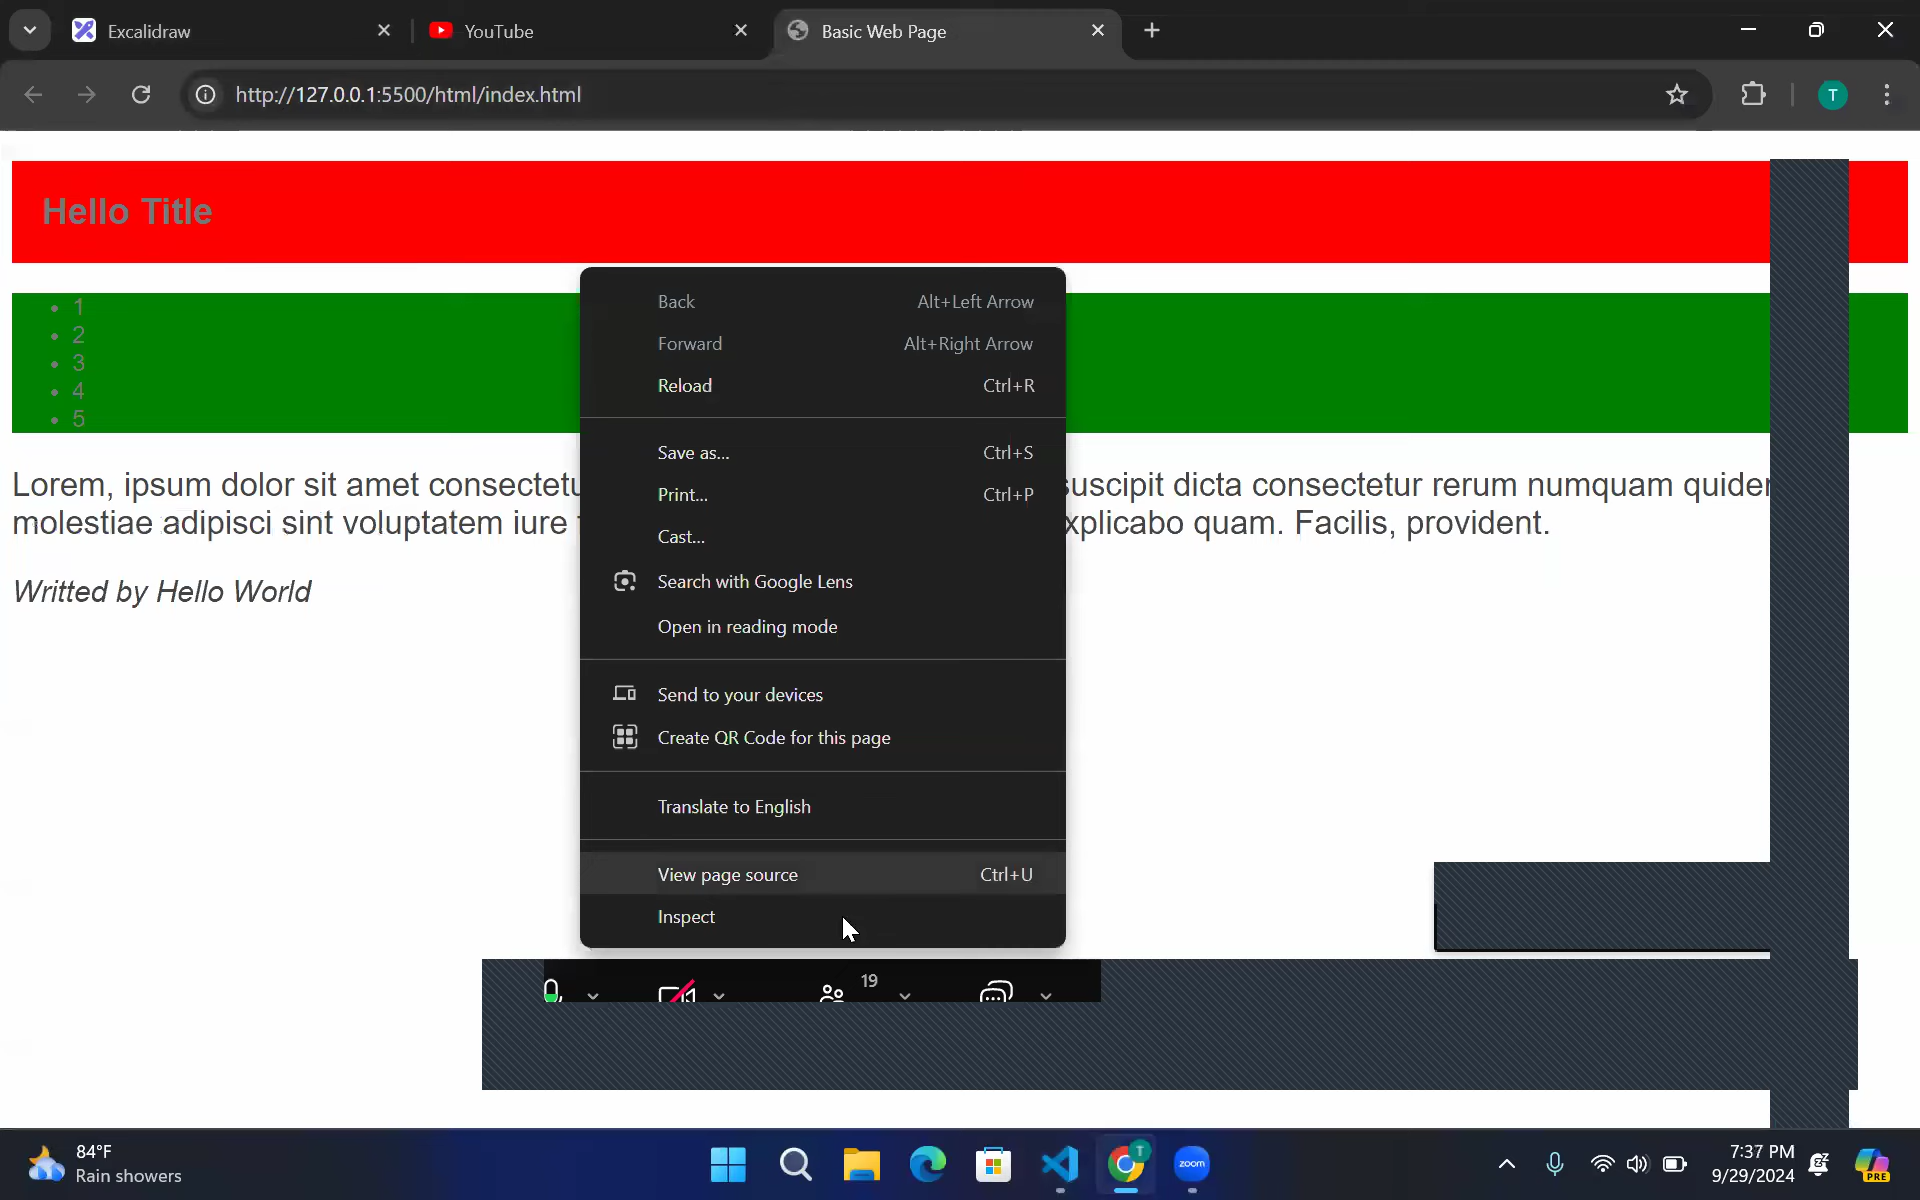 Excalidraw
YouTube
Basic Web Page
http://127.0.0.1:5500/html/index.html
T
Hello Title
1
2
3
4
5
Back Alt+Left Arrow
Forward Alt+Right Arrow
Reload Ctrl+R
Save as... Ctrl+S
Print... Ctrl+P
Cast...
Search with Google Lens
Open in reading mode
Send to your devices
Create QR Code for this page
Translate to English
View page source Ctrl+U
Inspect
Lorem, ipsum dolor sit amet suscipit dicta consectetur rerum numquam
molestiae adipisci sint voluptatem iure quam. Facilis, provident.
Writted by Hello World
19
84°F
Rain showers
T
zoom
7:37 PM
9/29/2024
PRE